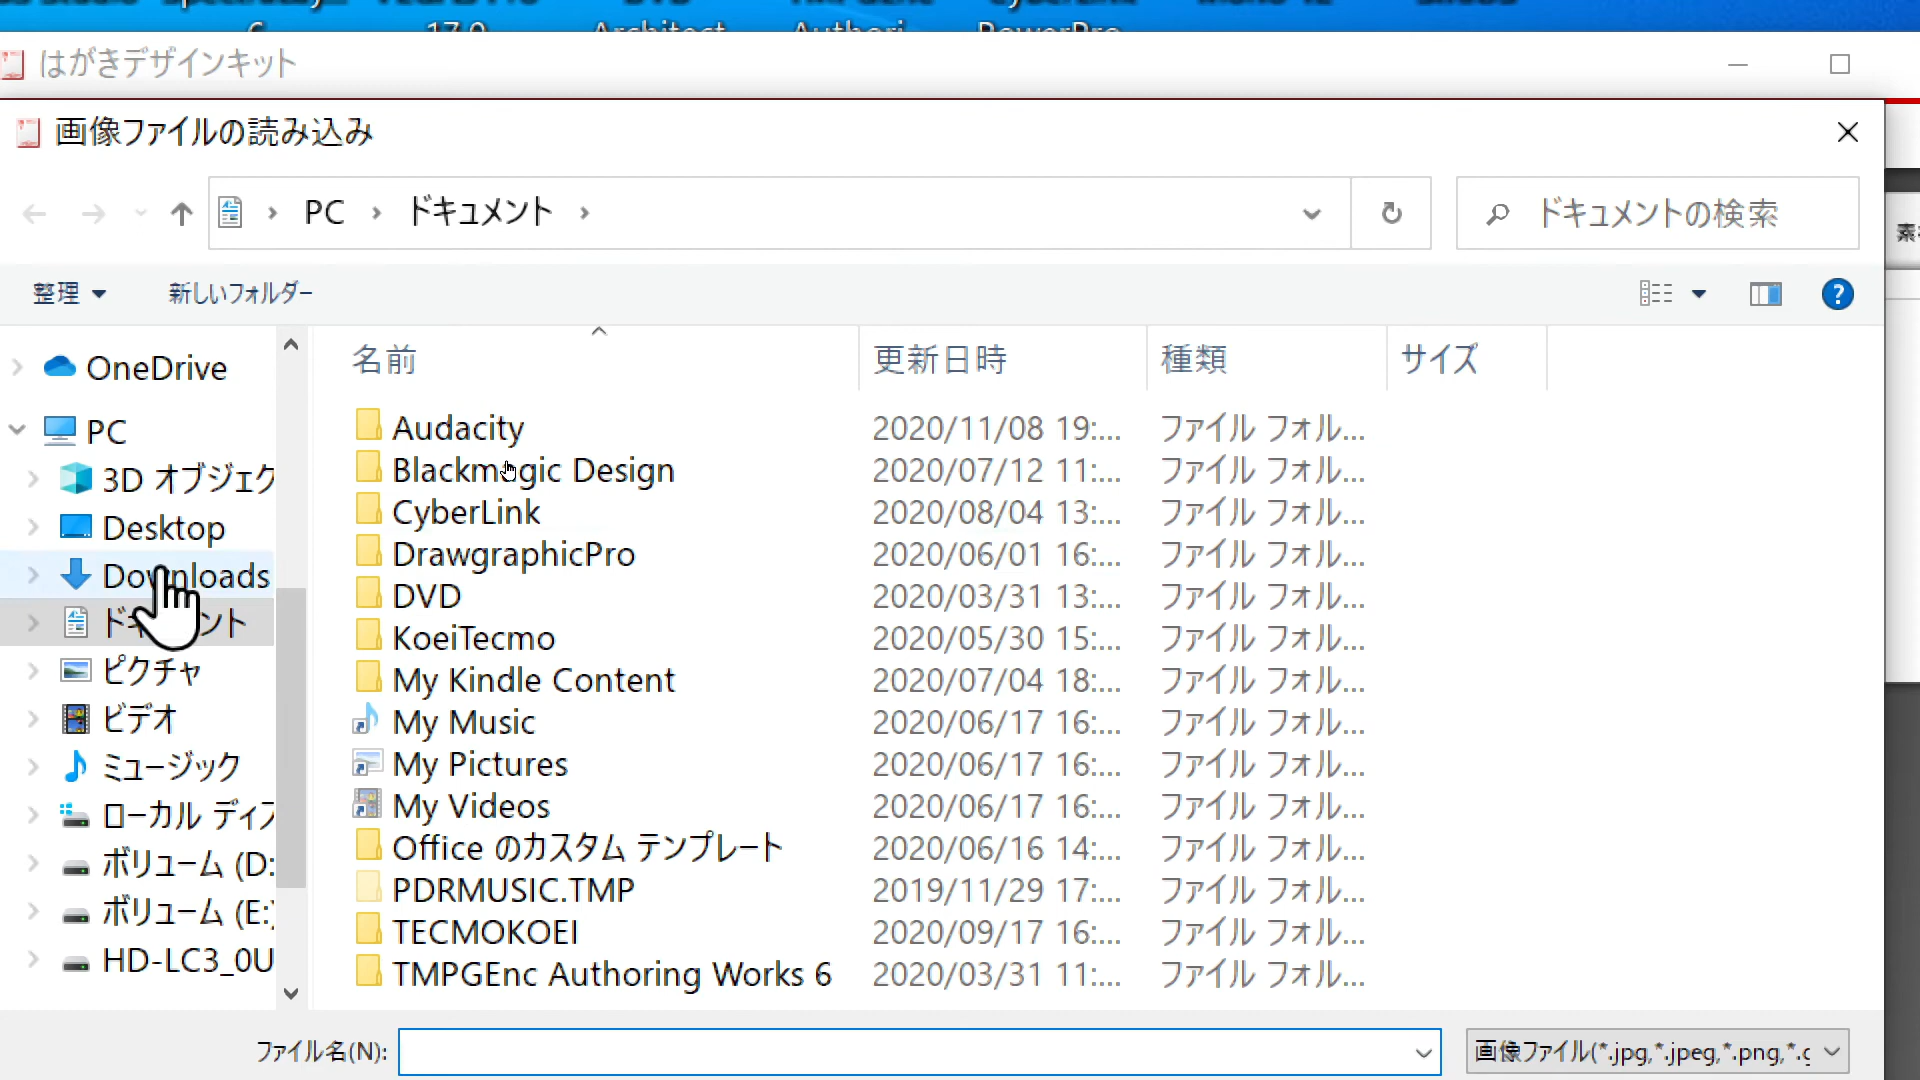 17.0
Architect
Authori...
PowerPro...
はがきデザインキット
画像ファイルの読み込み
PC
ドキュメント
ドキュメントの検索
整理
新しいフォルダー
OneDrive
PC
3D オブジェク
Desktop
Downloads
ピクチャ
ビデオ
ミュージック
ローカル ディス
ボリューム (D:
ボリューム (E:)
HD-LC3_0U
名前 更新日時 種類 サイズ
Audacity 2020/11/08 19:... ファイル フォル...
Blackmagic Design 2020/07/12 11:... ファイル フォル...
CyberLink 2020/08/04 13:... ファイル フォル...
DrawgraphicPro 2020/06/01 16:... ファイル フォル...
DVD 2020/03/31 13:... ファイル フォル...
KoeiTecmo 2020/05/30 15:... ファイル フォル...
My Kindle Content 2020/07/04 18:... ファイル フォル...
My Music 2020/06/17 16:... ファイル フォル...
My Pictures 2020/06/17 16:... ファイル フォル...
My Videos 2020/06/17 16:... ファイル フォル...
Office のカスタム テンプレート 2020/06/16 14:... ファイル フォル...
PDRMUSIC.TMP 2019/11/29 17:... ファイル フォル...
TECMOKOEI 2020/09/17 16:... ファイル フォル...
TMPGEnc Authoring Works 6 2020/03/31 11:... ファイル フォル...
ファイル名(N):
画像ファイル(*.jpg,*.jpeg,*.png,*.g